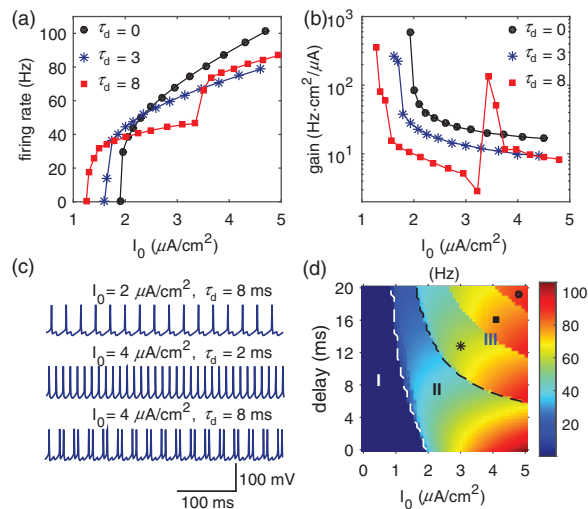 (a)
firing rate (Hz)
100
80
60
40
20
0
1 2 3 4 5
I0 (μA/cm²)
τd = 0
τd = 3
τd = 8
(b)
gain (Hz·cm²/μA)
10³
10²
10¹
1 2 3 4 5
I0 (μA/cm²)
τd = 0
τd = 3
τd = 8
(c)
I0 = 2 μA/cm², τd = 8 ms
I0 = 4 μA/cm², τd = 2 ms
I0 = 4 μA/cm², τd = 8 ms
100 mV
100 ms
(d)
(Hz)
delay (ms)
20
16
12
8
4
0
I
II
III
0 1 2 3 4 5
I0 (μA/cm²)
100
80
60
40
20